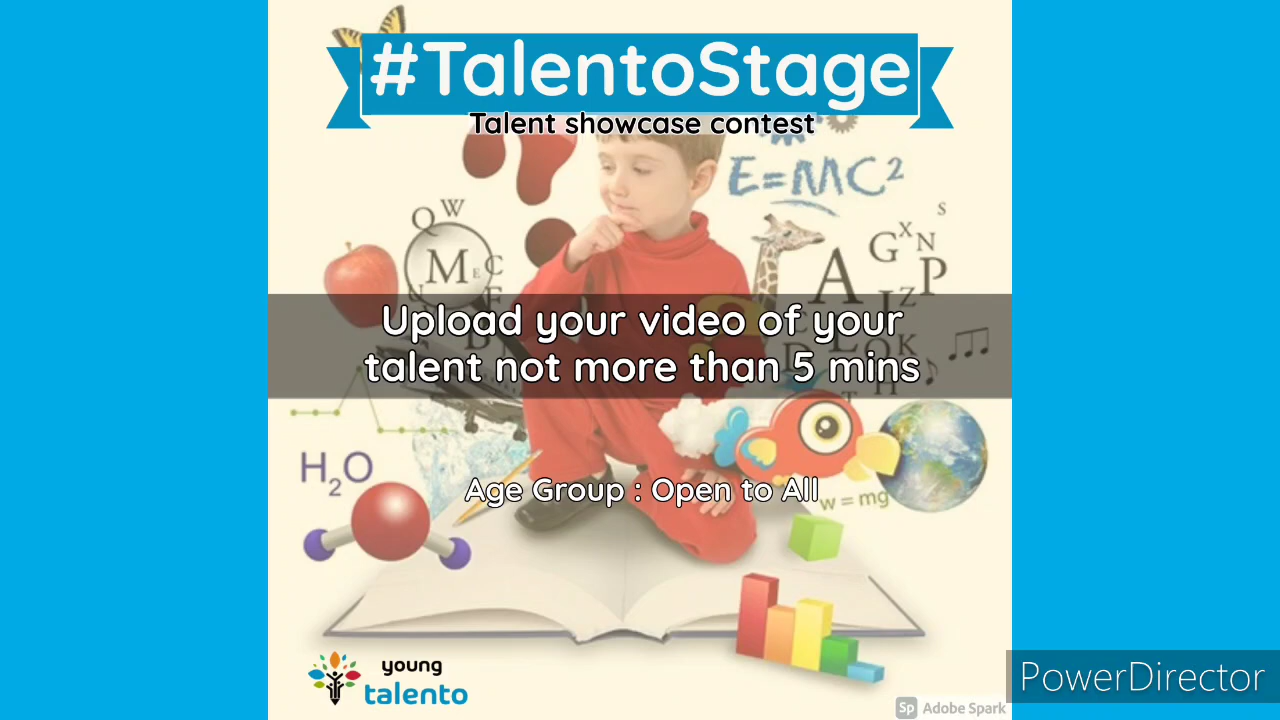 #TalentoStage
Talent showcase contest
E=MC²
Q W
M E C
S
G X N
A P
Z
Upload your video of your
talent not more than 5 mins
H₂O
Age Group : Open to All
w = mg
young
talento
Sp Adobe Spark
PowerDirector